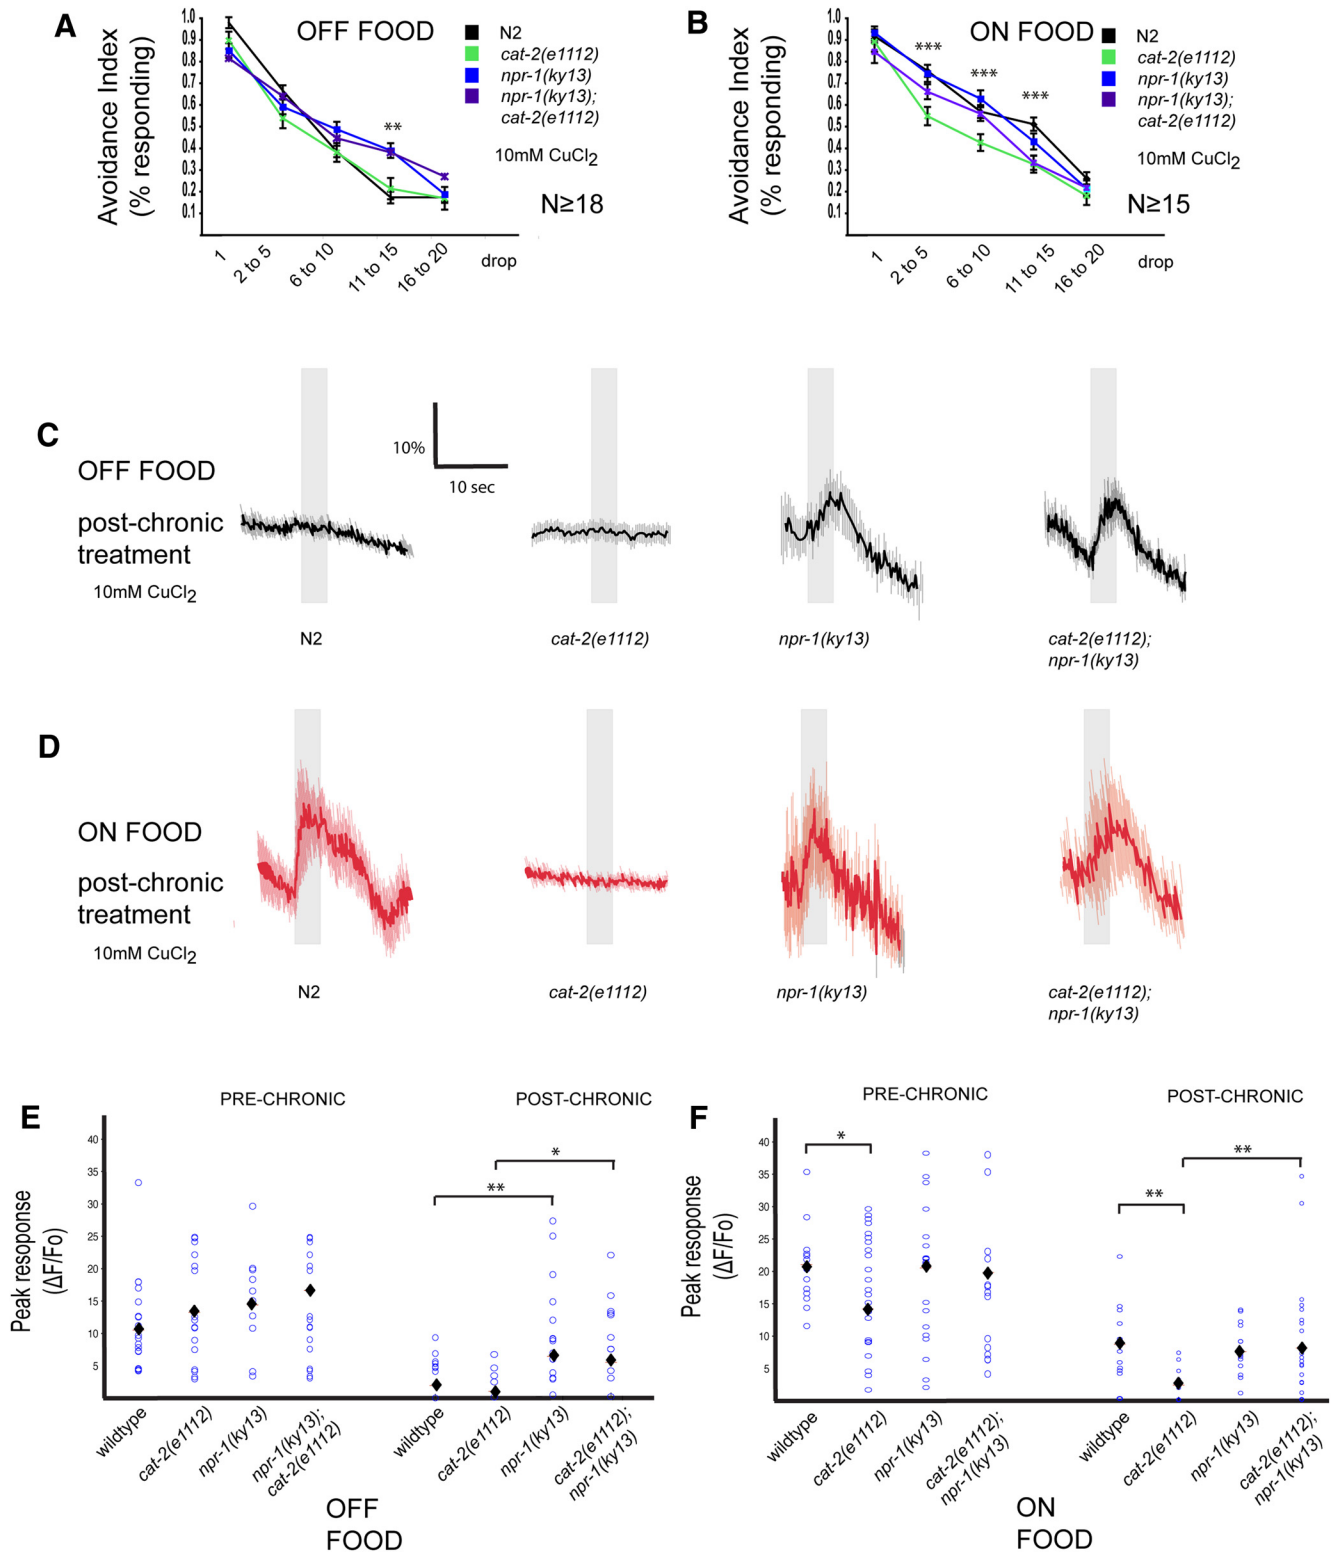 A
OFF FOOD
Avoidance Index
(% responding)
1.0
0.9
0.8
0.7
0.6
0.5
0.4
0.3
0.2
0.1
N2
cat-2(e1112)
npr-1(ky13)
npr-1(ky13);
cat-2(e1112)
**
10mM CuCl2
N≥18
1
2 to 5
6 to 10
11 to 15
16 to 20
drop
B
ON FOOD
Avoidance Index
(% responding)
1.0
0.9
0.8
0.7
0.6
0.5
0.4
0.3
0.2
0.1
***
***
***
N2
cat-2(e1112)
npr-1(ky13)
npr-1(ky13);
cat-2(e1112)
10mM CuCl2
N≥15
1
2 to 5
6 to 10
11 to 15
16 to 20
drop
C
OFF FOOD
post-chronic
treatment
10mM CuCl2
10%
10 sec
N2
cat-2(e1112)
npr-1(ky13)
cat-2(e1112);
npr-1(ky13)
D
ON FOOD
post-chronic
treatment
10mM CuCl2
N2
cat-2(e1112)
npr-1(ky13)
cat-2(e1112);
npr-1(ky13)
E
PRE-CHRONIC
POST-CHRONIC
Peak resoponse
(ΔF/Fo)
40
35
30
25
20
15
10
5
**
*
wildtype
cat-2(e1112)
npr-1(ky13)
npr-1(ky13);
cat-2(e1112)
wildtype
cat-2(e1112)
npr-1(ky13)
cat-2(e1112);
npr-1(ky13)
OFF
FOOD
F
PRE-CHRONIC
POST-CHRONIC
Peak resoponse
(ΔF/Fo)
40
35
30
25
20
15
10
5
*
**
**
wildtype
cat-2(e1112)
npr-1(ky13)
cat-2(e1112);
npr-1(ky13)
wildtype
cat-2(e1112)
npr-1(ky13)
cat-2(e1112);
npr-1(ky13)
ON
FOOD